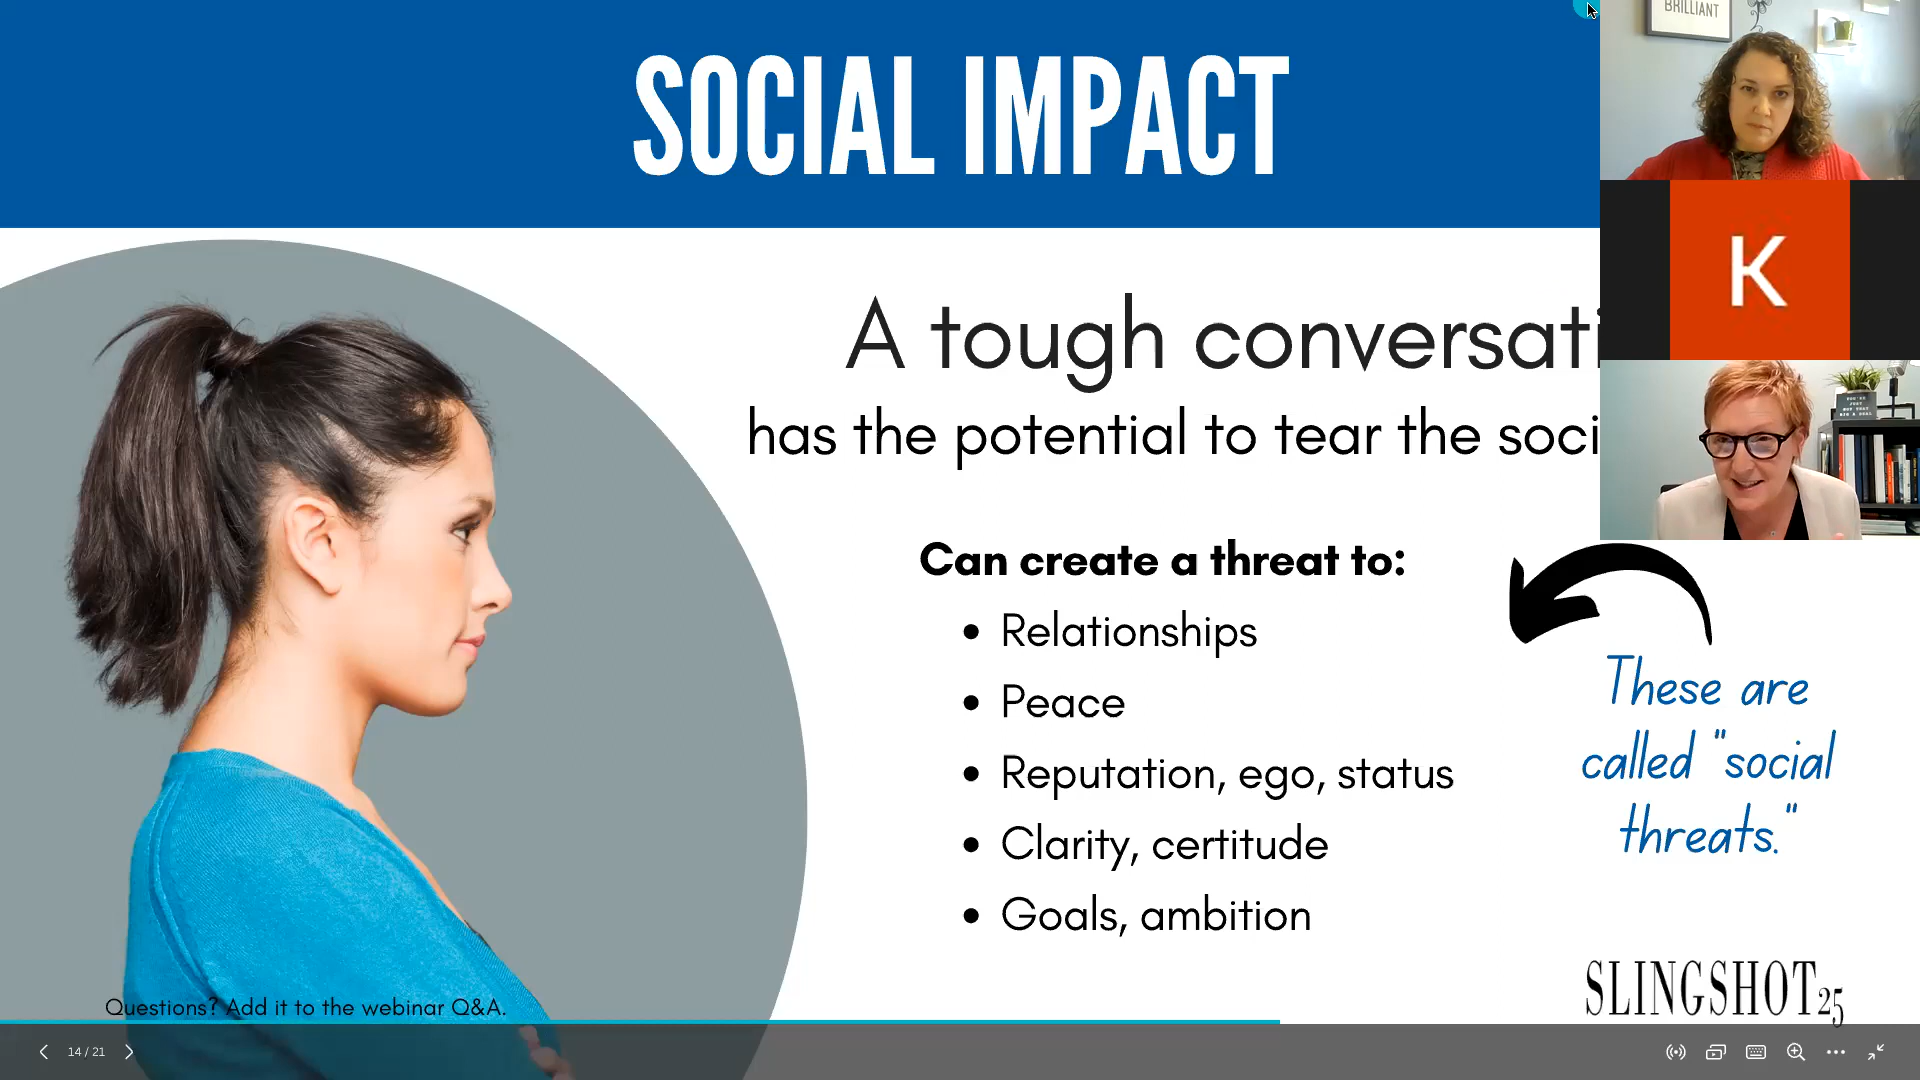 SOCIAL IMPACT
BRILLIANT
K
A tough conversati
has the potential to tear the soci
Can create a threat to:
• Relationships
• Peace
• Reputation, ego, status
• Clarity, certitude
• Goals, ambition
These are
called "social
threats."
SLINGSHOT25
Questions? Add it to the webinar Q&A.
14 / 21